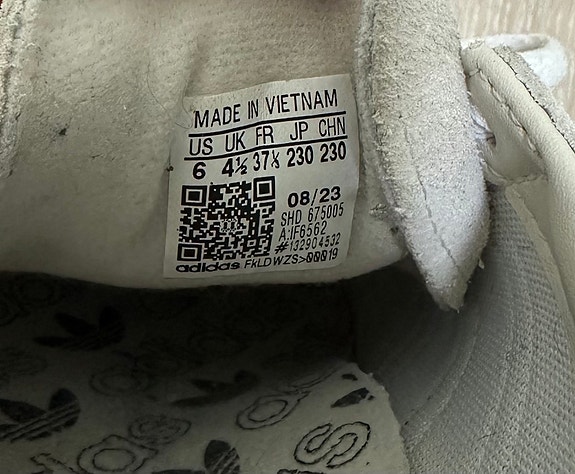 MADE IN VIETNAM
US UK FR JP CHN
6 4½ 37⅓ 230 230
08/23
SHD 675005
A:IF6562
#132904532
adidas FKLDWZS>00019